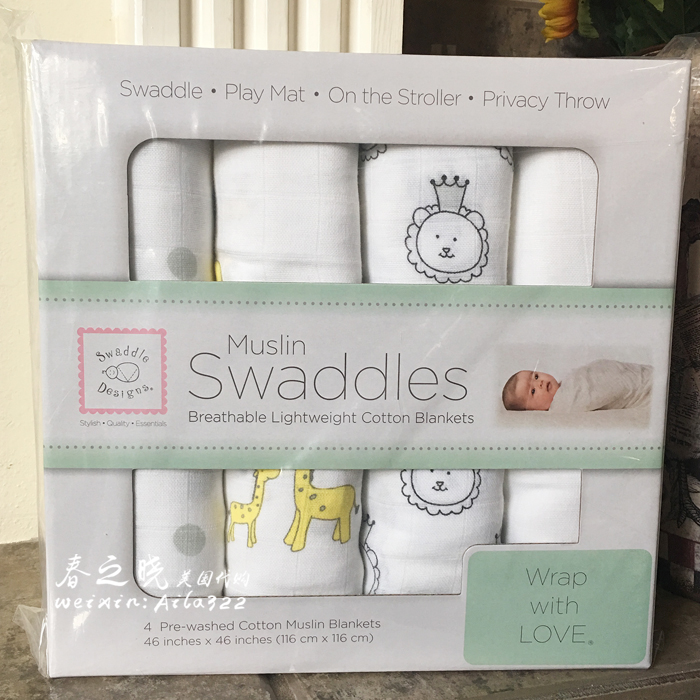 Swaddle • Play Mat • On the Stroller • Privacy Throw
Swaddle
Designs®
Stylish • Quality • Essentials
Muslin
Swaddles
Breathable Lightweight Cotton Blankets
春之晓 美国代购
weixin: Aila322
4 Pre-washed Cotton Muslin Blankets
46 inches x 46 inches (116 cm x 116 cm)
Wrap
with
LOVE®